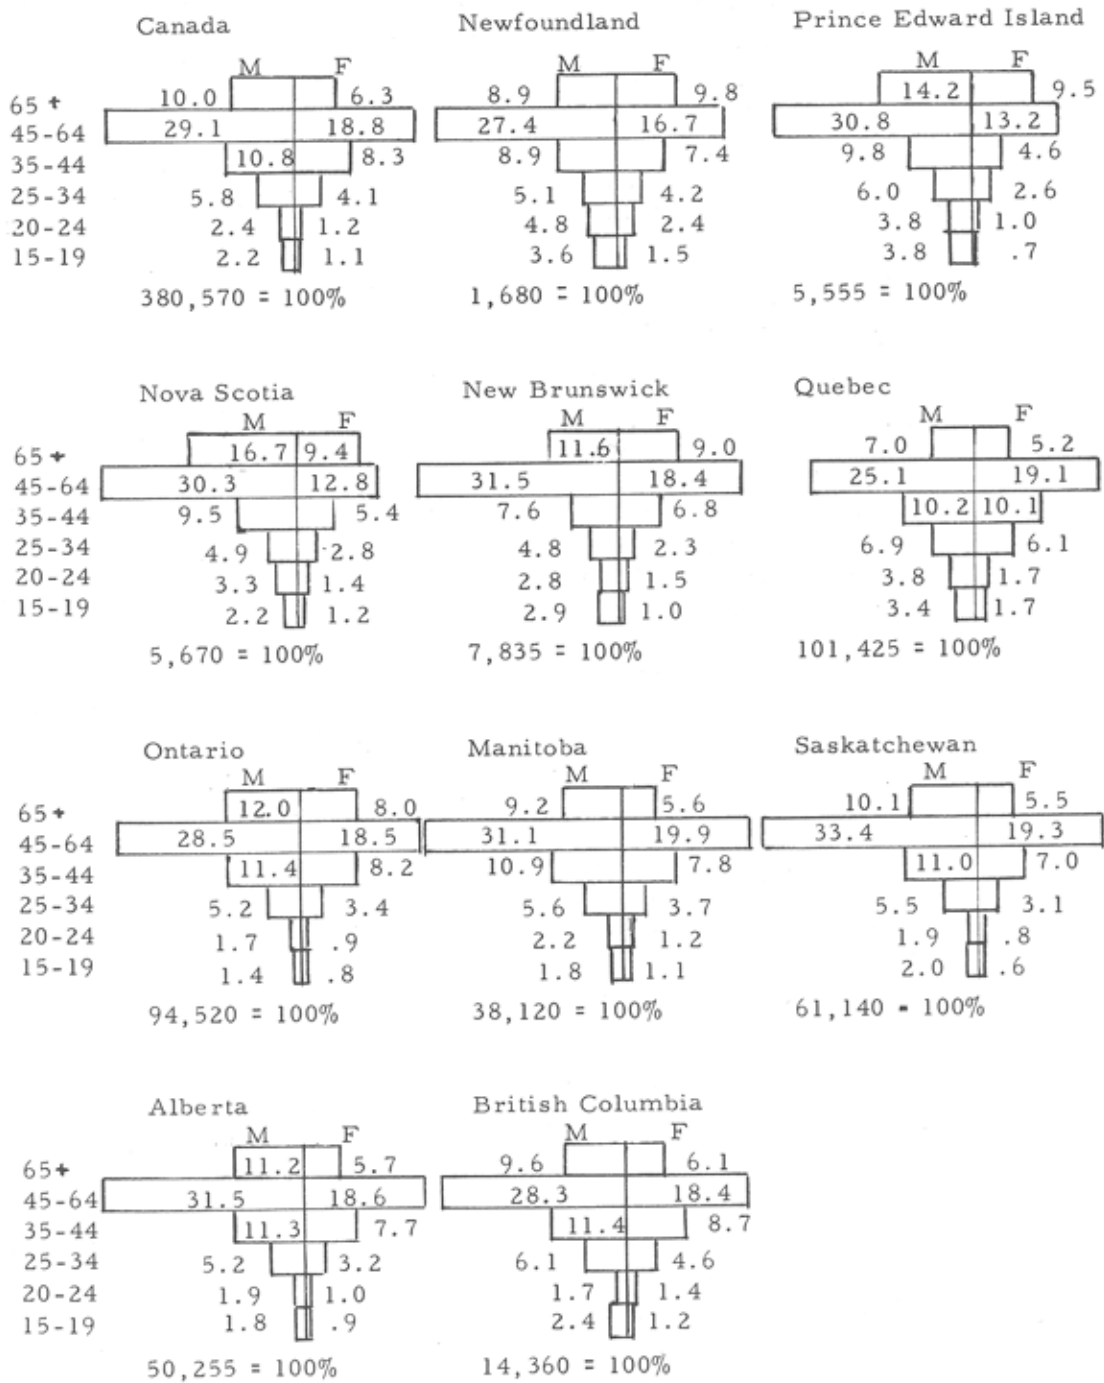 Canada Newfoundland Prince Edward Island
M F M F M F
65 + 10.0 6.3 8.9 9.8 14.2 9.5
45-64 29.1 18.8 27.4 16.7 30.8 13.2
35-44 10.8 8.3 8.9 7.4 9.8 4.6
25-34 5.8 4.1 5.1 4.2 6.0 2.6
20-24 2.4 1.2 4.8 2.4 3.8 1.0
15-19 2.2 1.1 3.6 1.5 3.8 .7
380,570 = 100% 1,680 = 100% 5,555 = 100%
Nova Scotia New Brunswick Quebec
M F M F M F
65 + 16.7 9.4 11.6 9.0 7.0 5.2
45-64 30.3 12.8 31.5 18.4 25.1 19.1
35-44 9.5 5.4 7.6 6.8 10.2 10.1
25-34 4.9 2.8 4.8 2.3 6.9 6.1
20-24 3.3 1.4 2.8 1.5 3.8 1.7
15-19 2.2 1.2 2.9 1.0 3.4 1.7
5,670 = 100% 7,835 = 100% 101,425 = 100%
Ontario Manitoba Saskatchewan
M F M F M F
65+ 12.0 8.0 9.2 5.6 10.1 5.5
45-64 28.5 18.5 31.1 19.9 33.4 19.3
35-44 11.4 8.2 10.9 7.8 11.0 7.0
25-34 5.2 3.4 5.6 3.7 5.5 3.1
20-24 1.7 .9 2.2 1.2 1.9 .8
15-19 1.4 .8 1.8 1.1 2.0 .6
94,520 = 100% 38,120 = 100% 61,140 = 100%
Alberta British Columbia
M F M F
65+ 11.2 5.7 9.6 6.1
45-64 31.5 18.6 28.3 18.4
35-44 11.3 7.7 11.4 8.7
25-34 5.2 3.2 6.1 4.6
20-24 1.9 1.0 1.7 1.4
15-19 1.8 .9 2.4 1.2
50,255 = 100% 14,360 = 100%